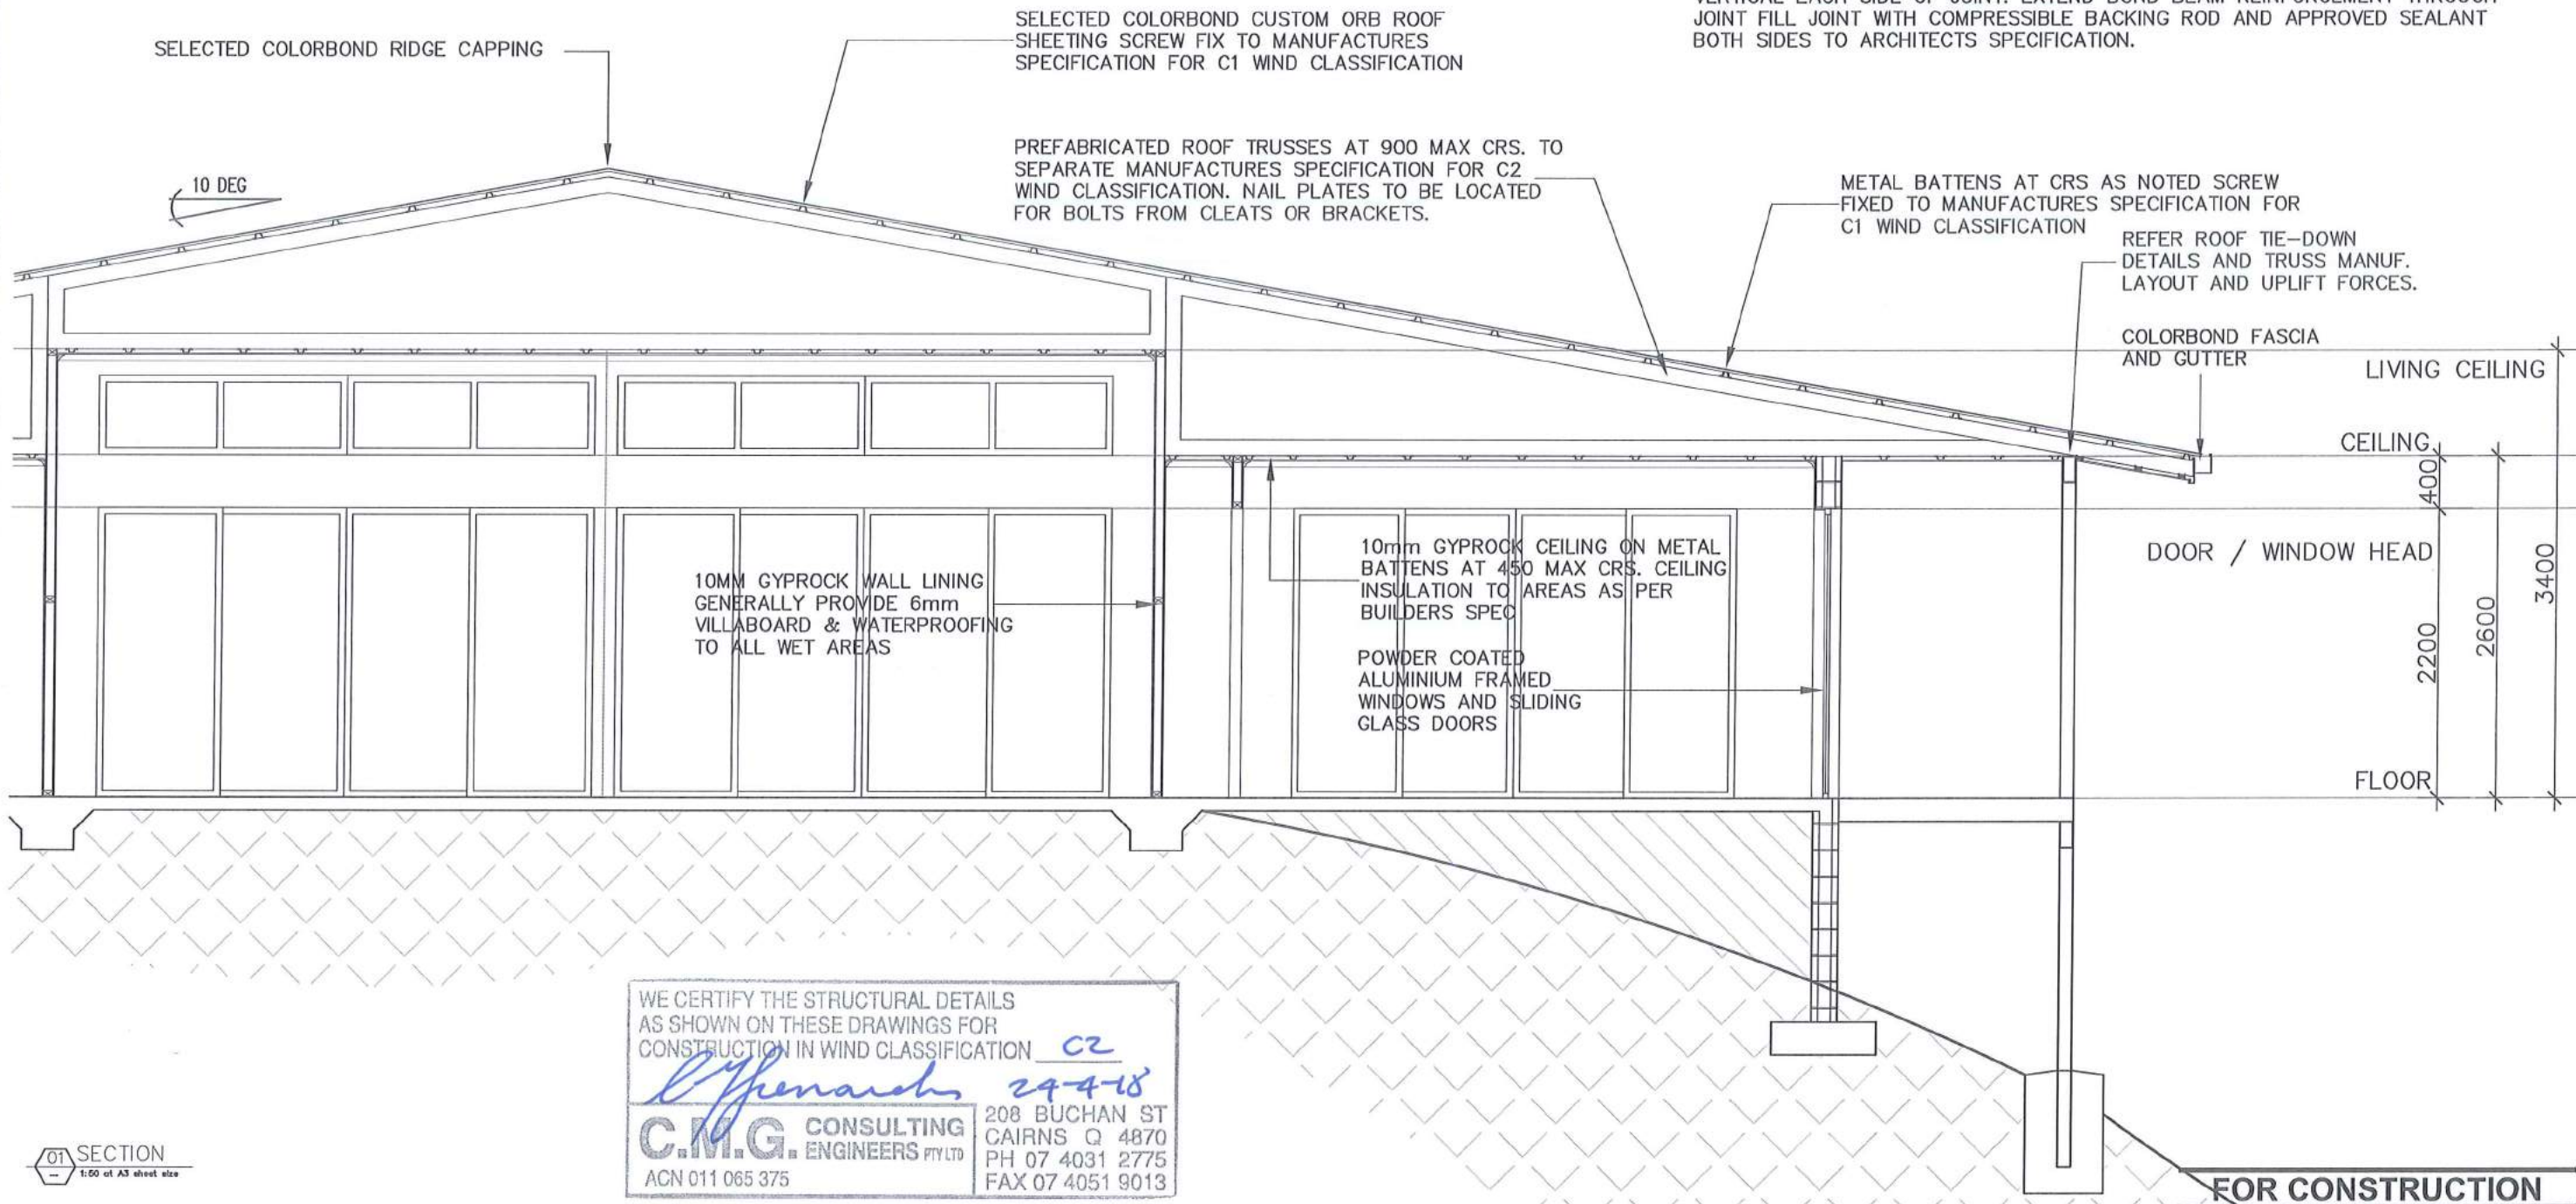 JOINT FILL JOINT WITH COMPRESSIBLE BACKING ROD AND APPROVED SEALANT
BOTH SIDES TO ARCHITECTS SPECIFICATION.
SELECTED COLORBOND RIDGE CAPPING
SELECTED COLORBOND CUSTOM ORB ROOF
SHEETING SCREW FIX TO MANUFACTURES
SPECIFICATION FOR C1 WIND CLASSIFICATION
10 DEG
PREFABRICATED ROOF TRUSSES AT 900 MAX CRS. TO
SEPARATE MANUFACTURES SPECIFICATION FOR C2
WIND CLASSIFICATION. NAIL PLATES TO BE LOCATED
FOR BOLTS FROM CLEATS OR BRACKETS.
METAL BATTENS AT CRS AS NOTED SCREW
FIXED TO MANUFACTURES SPECIFICATION FOR
C1 WIND CLASSIFICATION
REFER ROOF TIE-DOWN
DETAILS AND TRUSS MANUF.
LAYOUT AND UPLIFT FORCES.
COLORBOND FASCIA
AND GUTTER
LIVING CEILING
CEILING
400
DOOR / WINDOW HEAD
2200
2600
3400
FLOOR
10MM GYPROCK WALL LINING
GENERALLY PROVIDE 6mm
VILLABOARD & WATERPROOFING
TO ALL WET AREAS
10mm GYPROCK CEILING ON METAL
BATTENS AT 450 MAX CRS. CEILING
INSULATION TO AREAS AS PER
BUILDERS SPEC
POWDER COATED
ALUMINIUM FRAMED
WINDOWS AND SLIDING
GLASS DOORS
WE CERTIFY THE STRUCTURAL DETAILS
AS SHOWN ON THESE DRAWINGS FOR
CONSTRUCTION IN WIND CLASSIFICATION C2
24-4-18
C.M.G. CONSULTING
ENGINEERS PTY LTD
ACN 011 065 375
208 BUCHAN ST
CAIRNS Q 4870
PH 07 4031 2775
FAX 07 4051 9013
01 SECTION
1:50 at A3 sheet size
FOR CONSTRUCTION